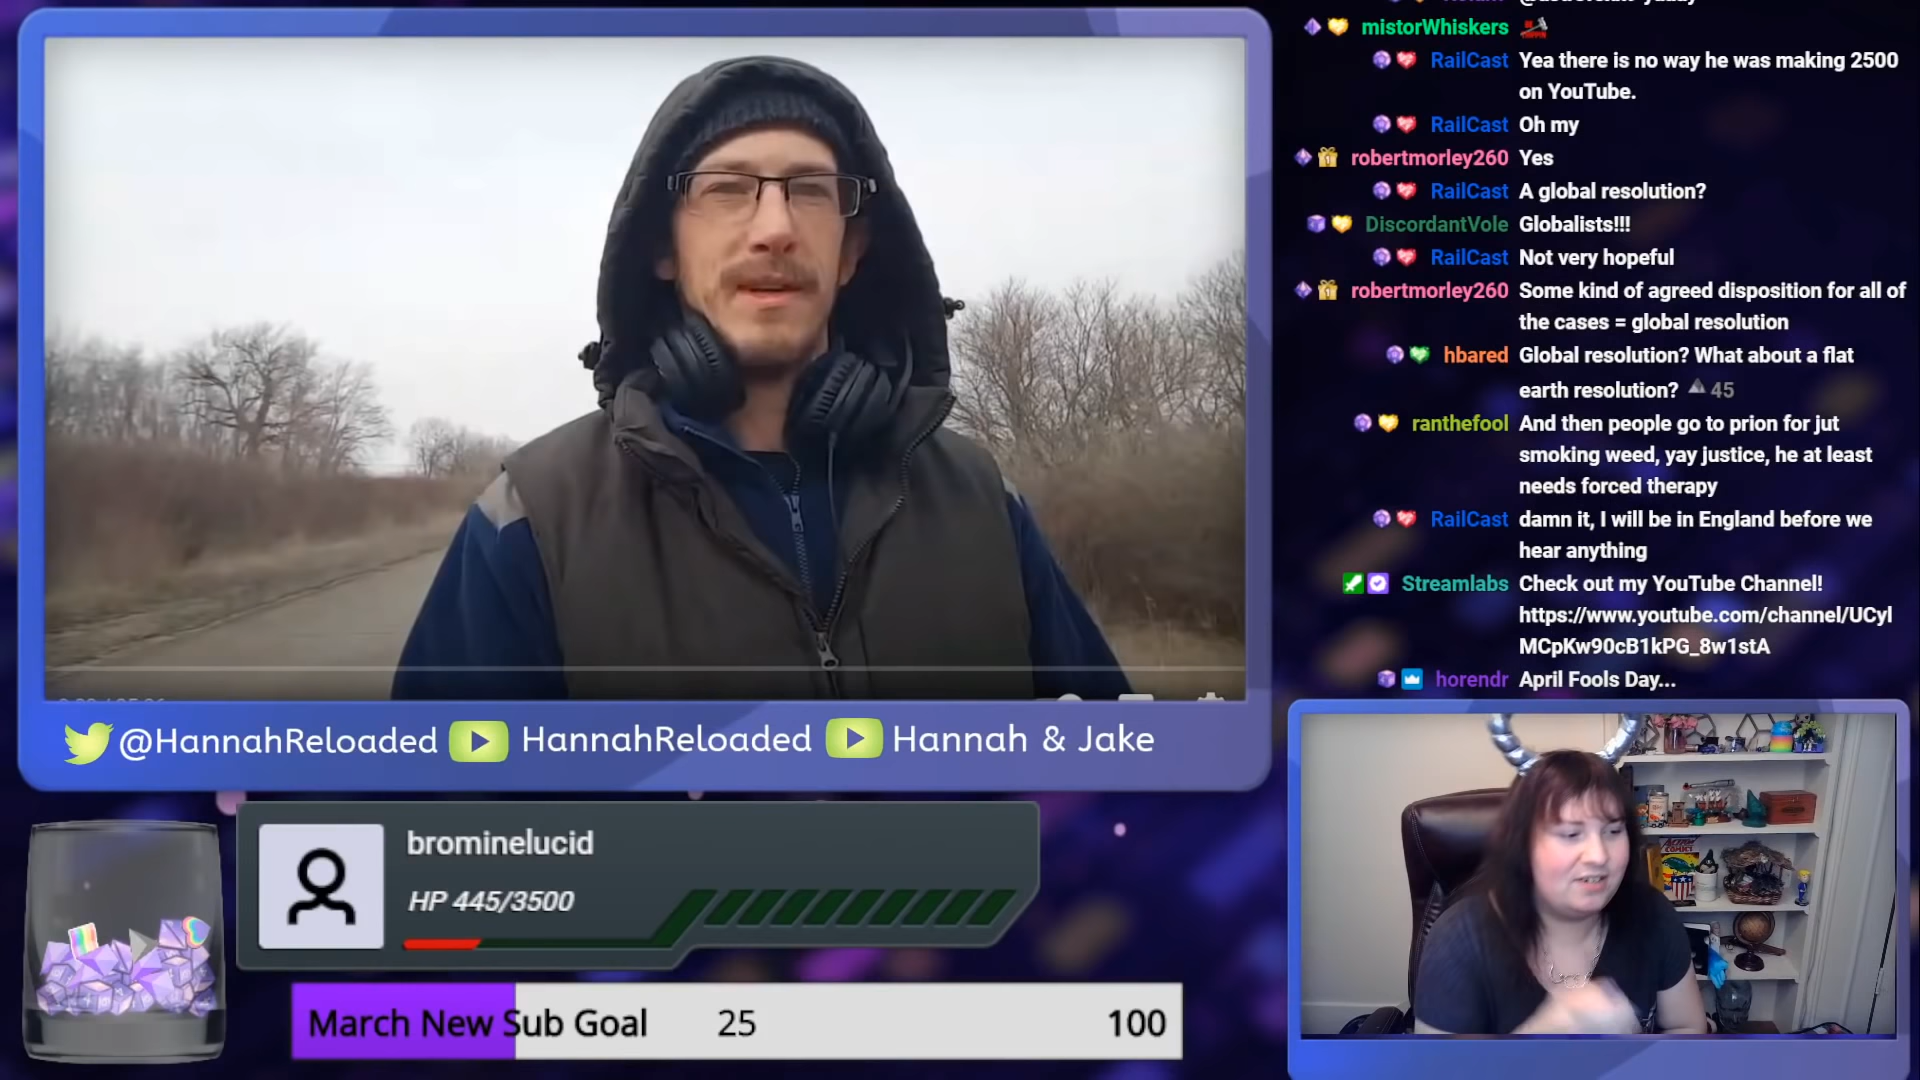 mistorWhiskers
RailCast Yea there is no way he was making 2500
on YouTube.
RailCast Oh my
robertmorley260 Yes
RailCast A global resolution?
DiscordantVole Globalists!!!
RailCast Not very hopeful
robertmorley260 Some kind of agreed disposition for all of
the cases = global resolution
hbared Global resolution? What about a flat
earth resolution? 45
ranthefool And then people go to prion for jut
smoking weed, yay justice, he at least
needs forced therapy
RailCast damn it, I will be in England before we
hear anything
Streamlabs Check out my YouTube Channel!
https://www.youtube.com/channel/UCyl
MCpKw90cB1kPG_8w1stA
horendr April Fools Day...
@HannahReloaded HannahReloaded Hannah & Jake
brominelucid
HP 445/3500
March New Sub Goal 25 100